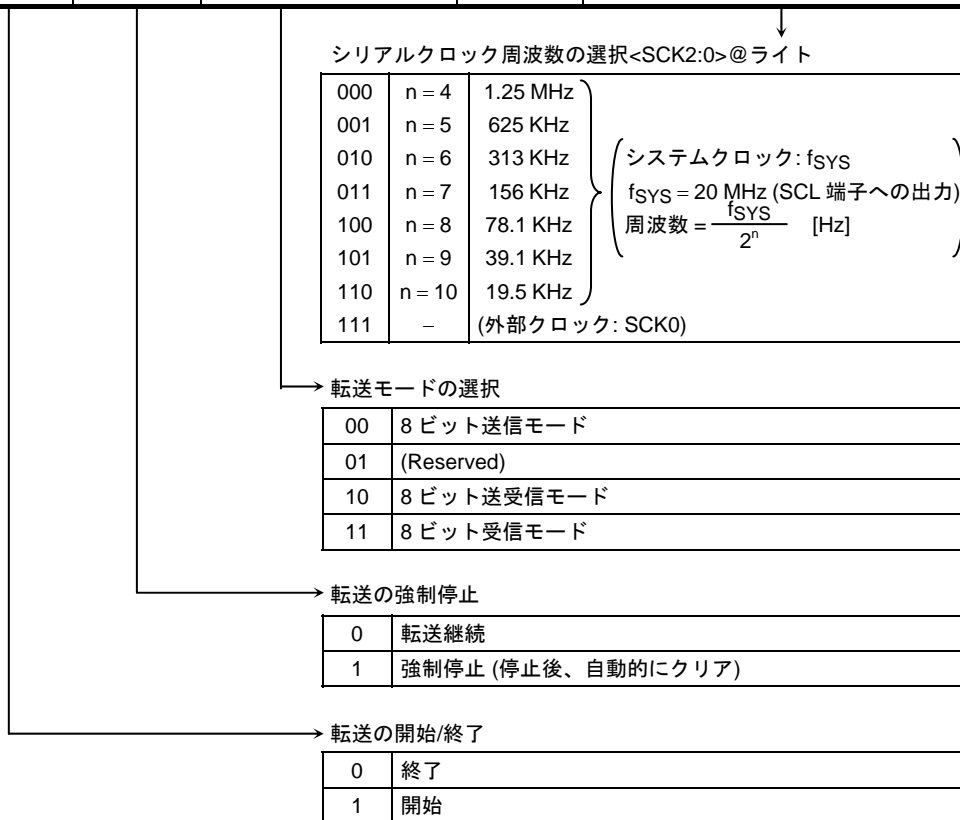 シリアルクロック周波数の選択<SCK2:0>@ライト
000 n = 4 1.25 MHz
001 n = 5 625 KHz
010 n = 6 313 KHz
011 n = 7 156 KHz
100 n = 8 78.1 KHz
101 n = 9 39.1 KHz
110 n = 10 19.5 KHz
111 − (外部クロック: SCK0)
システムクロック: fSYS
fSYS = 20 MHz (SCL 端子への出力)
周波数 = fSYS / 2^n [Hz]
転送モードの選択
00 8 ビット送信モード
01 (Reserved)
10 8 ビット送受信モード
11 8 ビット受信モード
転送の強制停止
0 転送継続
1 強制停止 (停止後、自動的にクリア)
転送の開始/終了
0 終了
1 開始